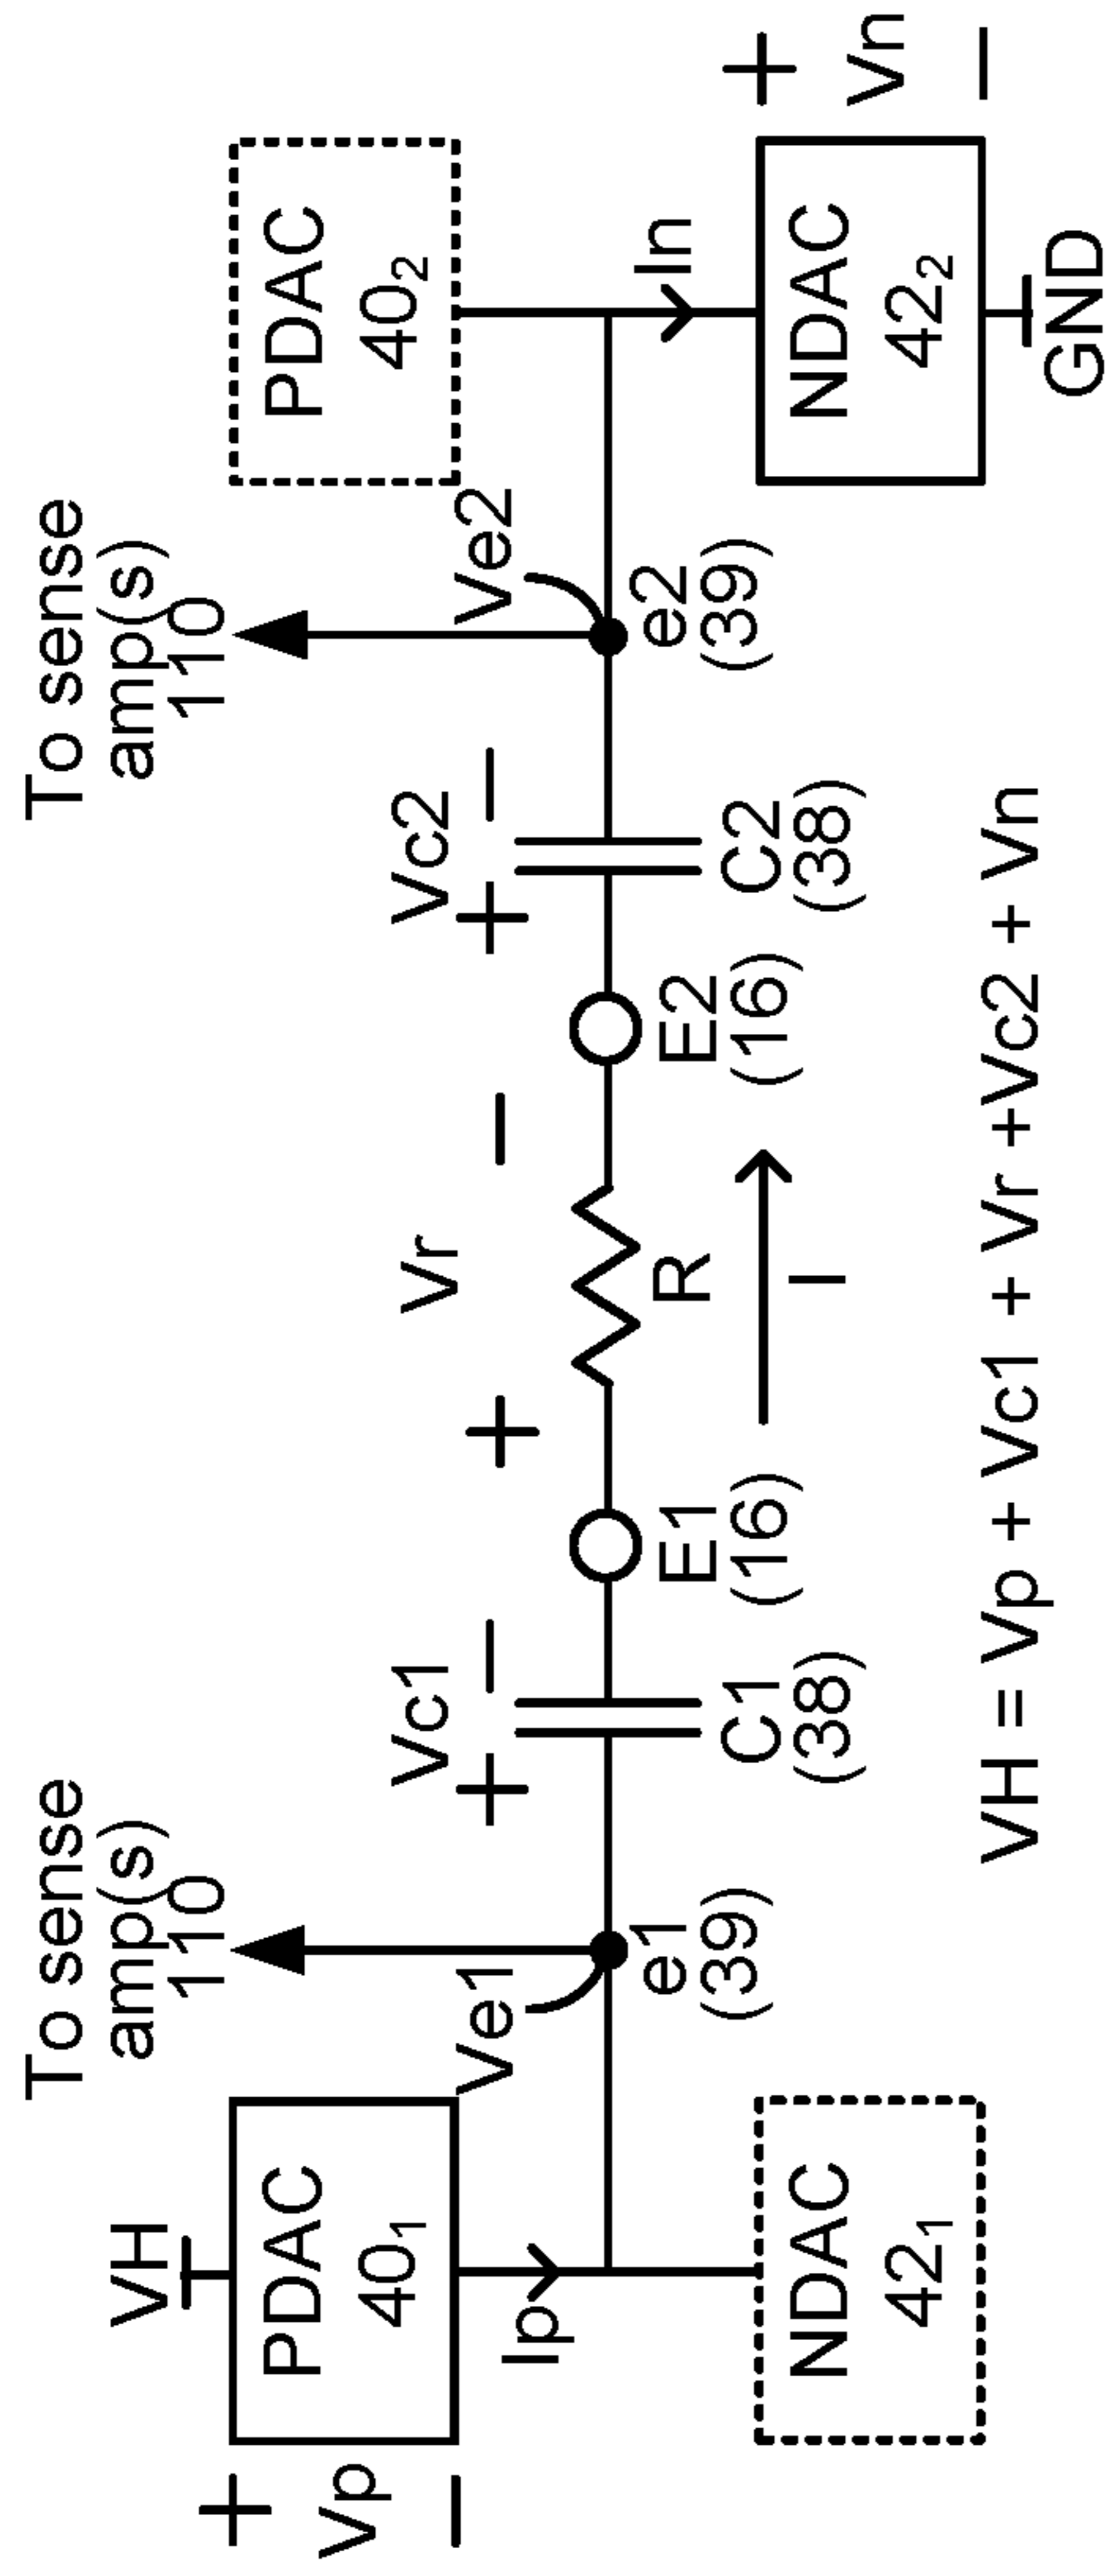 To sense
amp(s)
110
To sense
amp(s)
110
VH
+
Vp
−
PDAC
40₁
Ip
NDAC
42₁
Ve1
e1
(39)
+ Vc1 −
C1
(38)
E1
(16)
+ Vr −
R
I
E2
(16)
+ Vc2 −
C2
(38)
Ve2
e2
(39)
PDAC
40₂
In
NDAC
42₂
GND
+
Vn
−
VH = Vp + Vc1 + Vr +Vc2 + Vn